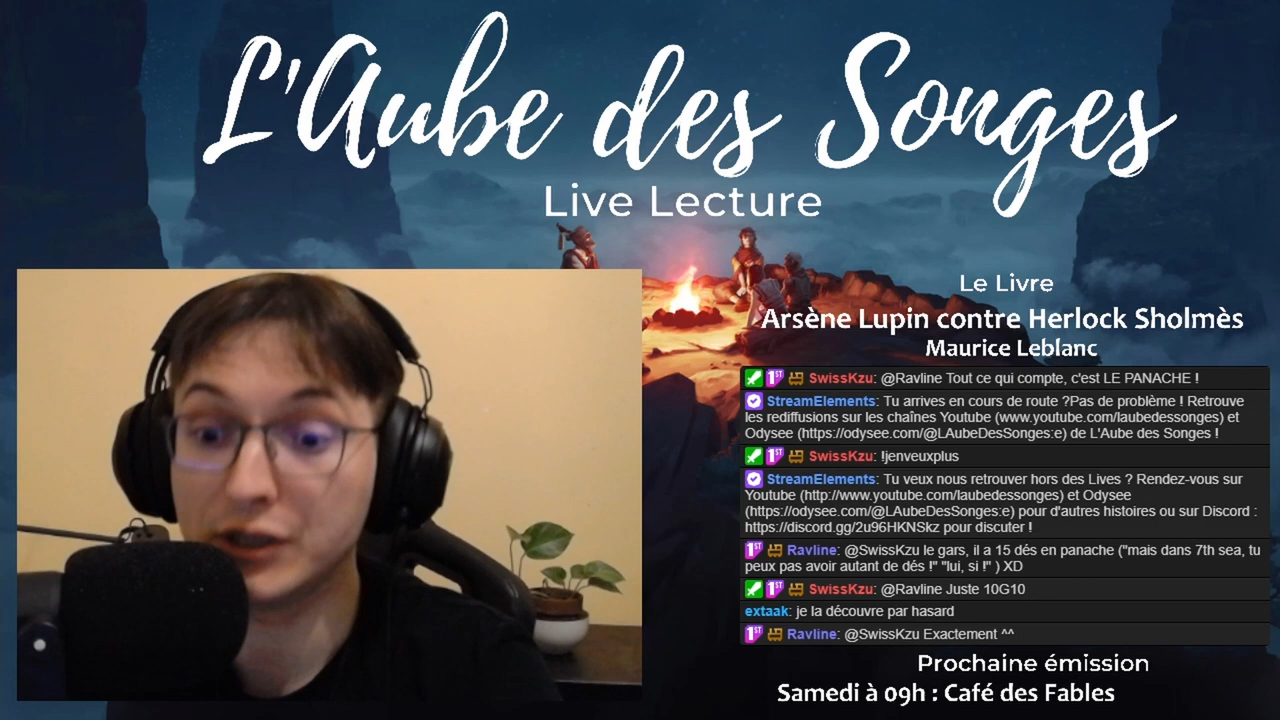 L'Aube des Songes
Live Lecture
Le Livre
Arsène Lupin contre Herlock Sholmès
Maurice Leblanc
1ST SwissKzu: @Ravline Tout ce qui compte, c'est LE PANACHE !
StreamElements: Tu arrives en cours de route ?Pas de problème ! Retrouve
les rediffusions sur les chaînes Youtube (www.youtube.com/laubedessonges) et
Odysee (https://odysee.com/@LAubeDesSonges:e) de L'Aube des Songes !
1ST SwissKzu: !jenveuxplus
StreamElements: Tu veux nous retrouver hors des Lives ? Rendez-vous sur
Youtube (http://www.youtube.com/laubedessonges) et Odysee
(https://odysee.com/@LAubeDesSonges:e) pour d'autres histoires ou sur Discord :
https://discord.gg/2u96HKNSkz pour discuter !
1ST Ravline: @SwissKzu le gars, il a 15 dés en panache ("mais dans 7th sea, tu
peux pas avoir autant de dés !" "lui, si !" ) XD
1ST SwissKzu: @Ravline Juste 10G10
extaak: je la découvre par hasard
1ST Ravline: @SwissKzu Exactement ^^
Prochaine émission
Samedi à 09h : Café des Fables